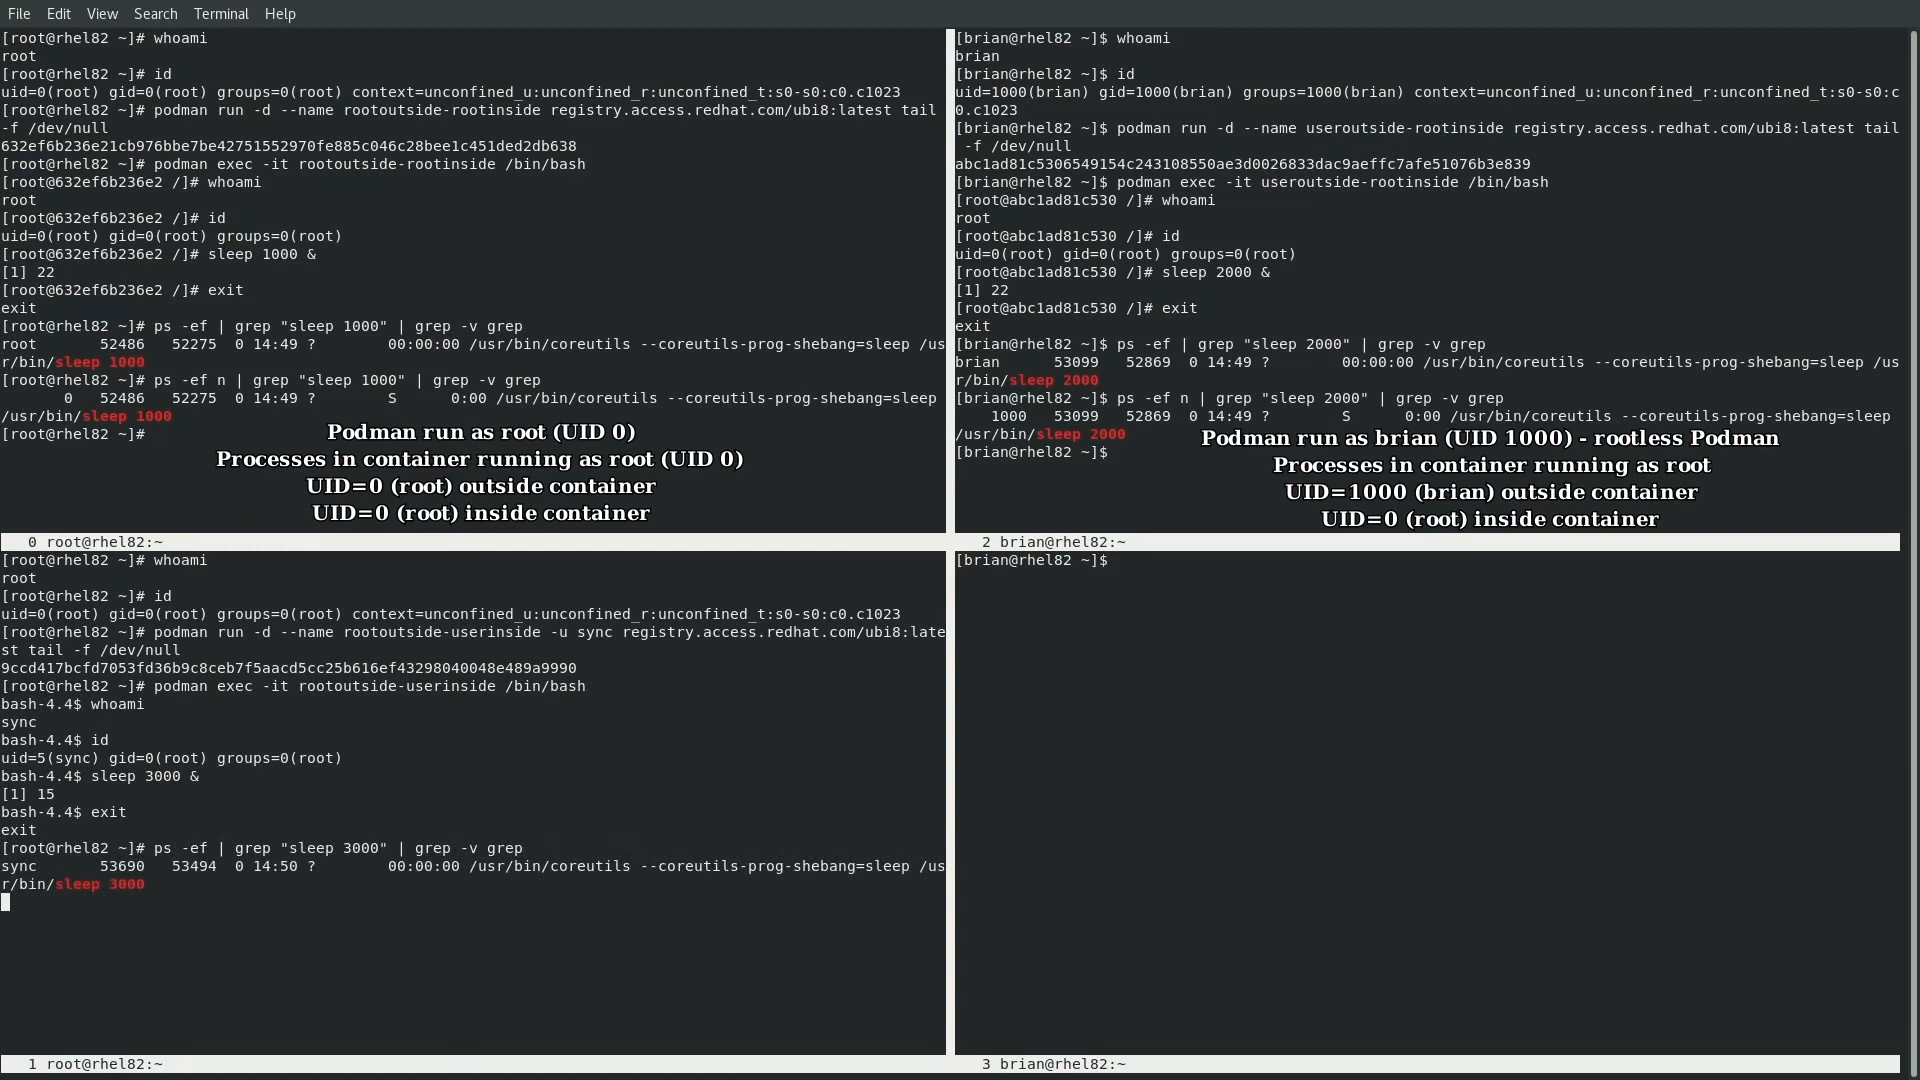 File Edit View Search Terminal Help
[root@rhel82 ~]# whoami
root
[root@rhel82 ~]# id
uid=0(root) gid=0(root) groups=0(root) context=unconfined_u:unconfined_r:unconfined_t:s0-s0:c0.c1023
[root@rhel82 ~]# podman run -d --name rootoutside-rootinside registry.access.redhat.com/ubi8:latest tail
-f /dev/null
632ef6b236e21cb976bbe7be42751552970fe885c046c28bee1c451ded2db638
[root@rhel82 ~]# podman exec -it rootoutside-rootinside /bin/bash
[root@632ef6b236e2 /]# whoami
root
[root@632ef6b236e2 /]# id
uid=0(root) gid=0(root) groups=0(root)
[root@632ef6b236e2 /]# sleep 1000 &
[1] 22
[root@632ef6b236e2 /]# exit
exit
[root@rhel82 ~]# ps -ef | grep "sleep 1000" | grep -v grep
root       52486   52275  0 14:49 ?        00:00:00 /usr/bin/coreutils --coreutils-prog-shebang=sleep /us
r/bin/sleep 1000
[root@rhel82 ~]# ps -ef n | grep "sleep 1000" | grep -v grep
       0   52486   52275  0 14:49 ?        S      0:00 /usr/bin/coreutils --coreutils-prog-shebang=sleep
/usr/bin/sleep 1000
[root@rhel82 ~]#
Podman run as root (UID 0)
Processes in container running as root (UID 0)
UID=0 (root) outside container
UID=0 (root) inside container
0 root@rhel82:~
[brian@rhel82 ~]$ whoami
brian
[brian@rhel82 ~]$ id
uid=1000(brian) gid=1000(brian) groups=1000(brian) context=unconfined_u:unconfined_r:unconfined_t:s0-s0:c
0.c1023
[brian@rhel82 ~]$ podman run -d --name useroutside-rootinside registry.access.redhat.com/ubi8:latest tail
 -f /dev/null
abc1ad81c5306549154c243108550ae3d0026833dac9aeffc7afe51076b3e839
[brian@rhel82 ~]$ podman exec -it useroutside-rootinside /bin/bash
[root@abc1ad81c530 /]# whoami
root
[root@abc1ad81c530 /]# id
uid=0(root) gid=0(root) groups=0(root)
[root@abc1ad81c530 /]# sleep 2000 &
[1] 22
[root@abc1ad81c530 /]# exit
exit
[brian@rhel82 ~]$ ps -ef | grep "sleep 2000" | grep -v grep
brian      53099   52869  0 14:49 ?        00:00:00 /usr/bin/coreutils --coreutils-prog-shebang=sleep /us
r/bin/sleep 2000
[brian@rhel82 ~]$ ps -ef n | grep "sleep 2000" | grep -v grep
    1000   53099   52869  0 14:49 ?        S      0:00 /usr/bin/coreutils --coreutils-prog-shebang=sleep
/usr/bin/sleep 2000
[brian@rhel82 ~]$
Podman run as brian (UID 1000) - rootless Podman
Processes in container running as root
UID=1000 (brian) outside container
UID=0 (root) inside container
2 brian@rhel82:~
[root@rhel82 ~]# whoami
root
[root@rhel82 ~]# id
uid=0(root) gid=0(root) groups=0(root) context=unconfined_u:unconfined_r:unconfined_t:s0-s0:c0.c1023
[root@rhel82 ~]# podman run -d --name rootoutside-userinside -u sync registry.access.redhat.com/ubi8:late
st tail -f /dev/null
9ccd417bcfd7053fd36b9c8ceb7f5aacd5cc25b616ef43298040048e489a9990
[root@rhel82 ~]# podman exec -it rootoutside-userinside /bin/bash
bash-4.4$ whoami
sync
bash-4.4$ id
uid=5(sync) gid=0(root) groups=0(root)
bash-4.4$ sleep 3000 &
[1] 15
bash-4.4$ exit
exit
[root@rhel82 ~]# ps -ef | grep "sleep 3000" | grep -v grep
sync       53690   53494  0 14:50 ?        00:00:00 /usr/bin/coreutils --coreutils-prog-shebang=sleep /us
r/bin/sleep 3000
1 root@rhel82:~
[brian@rhel82 ~]$
3 brian@rhel82:~